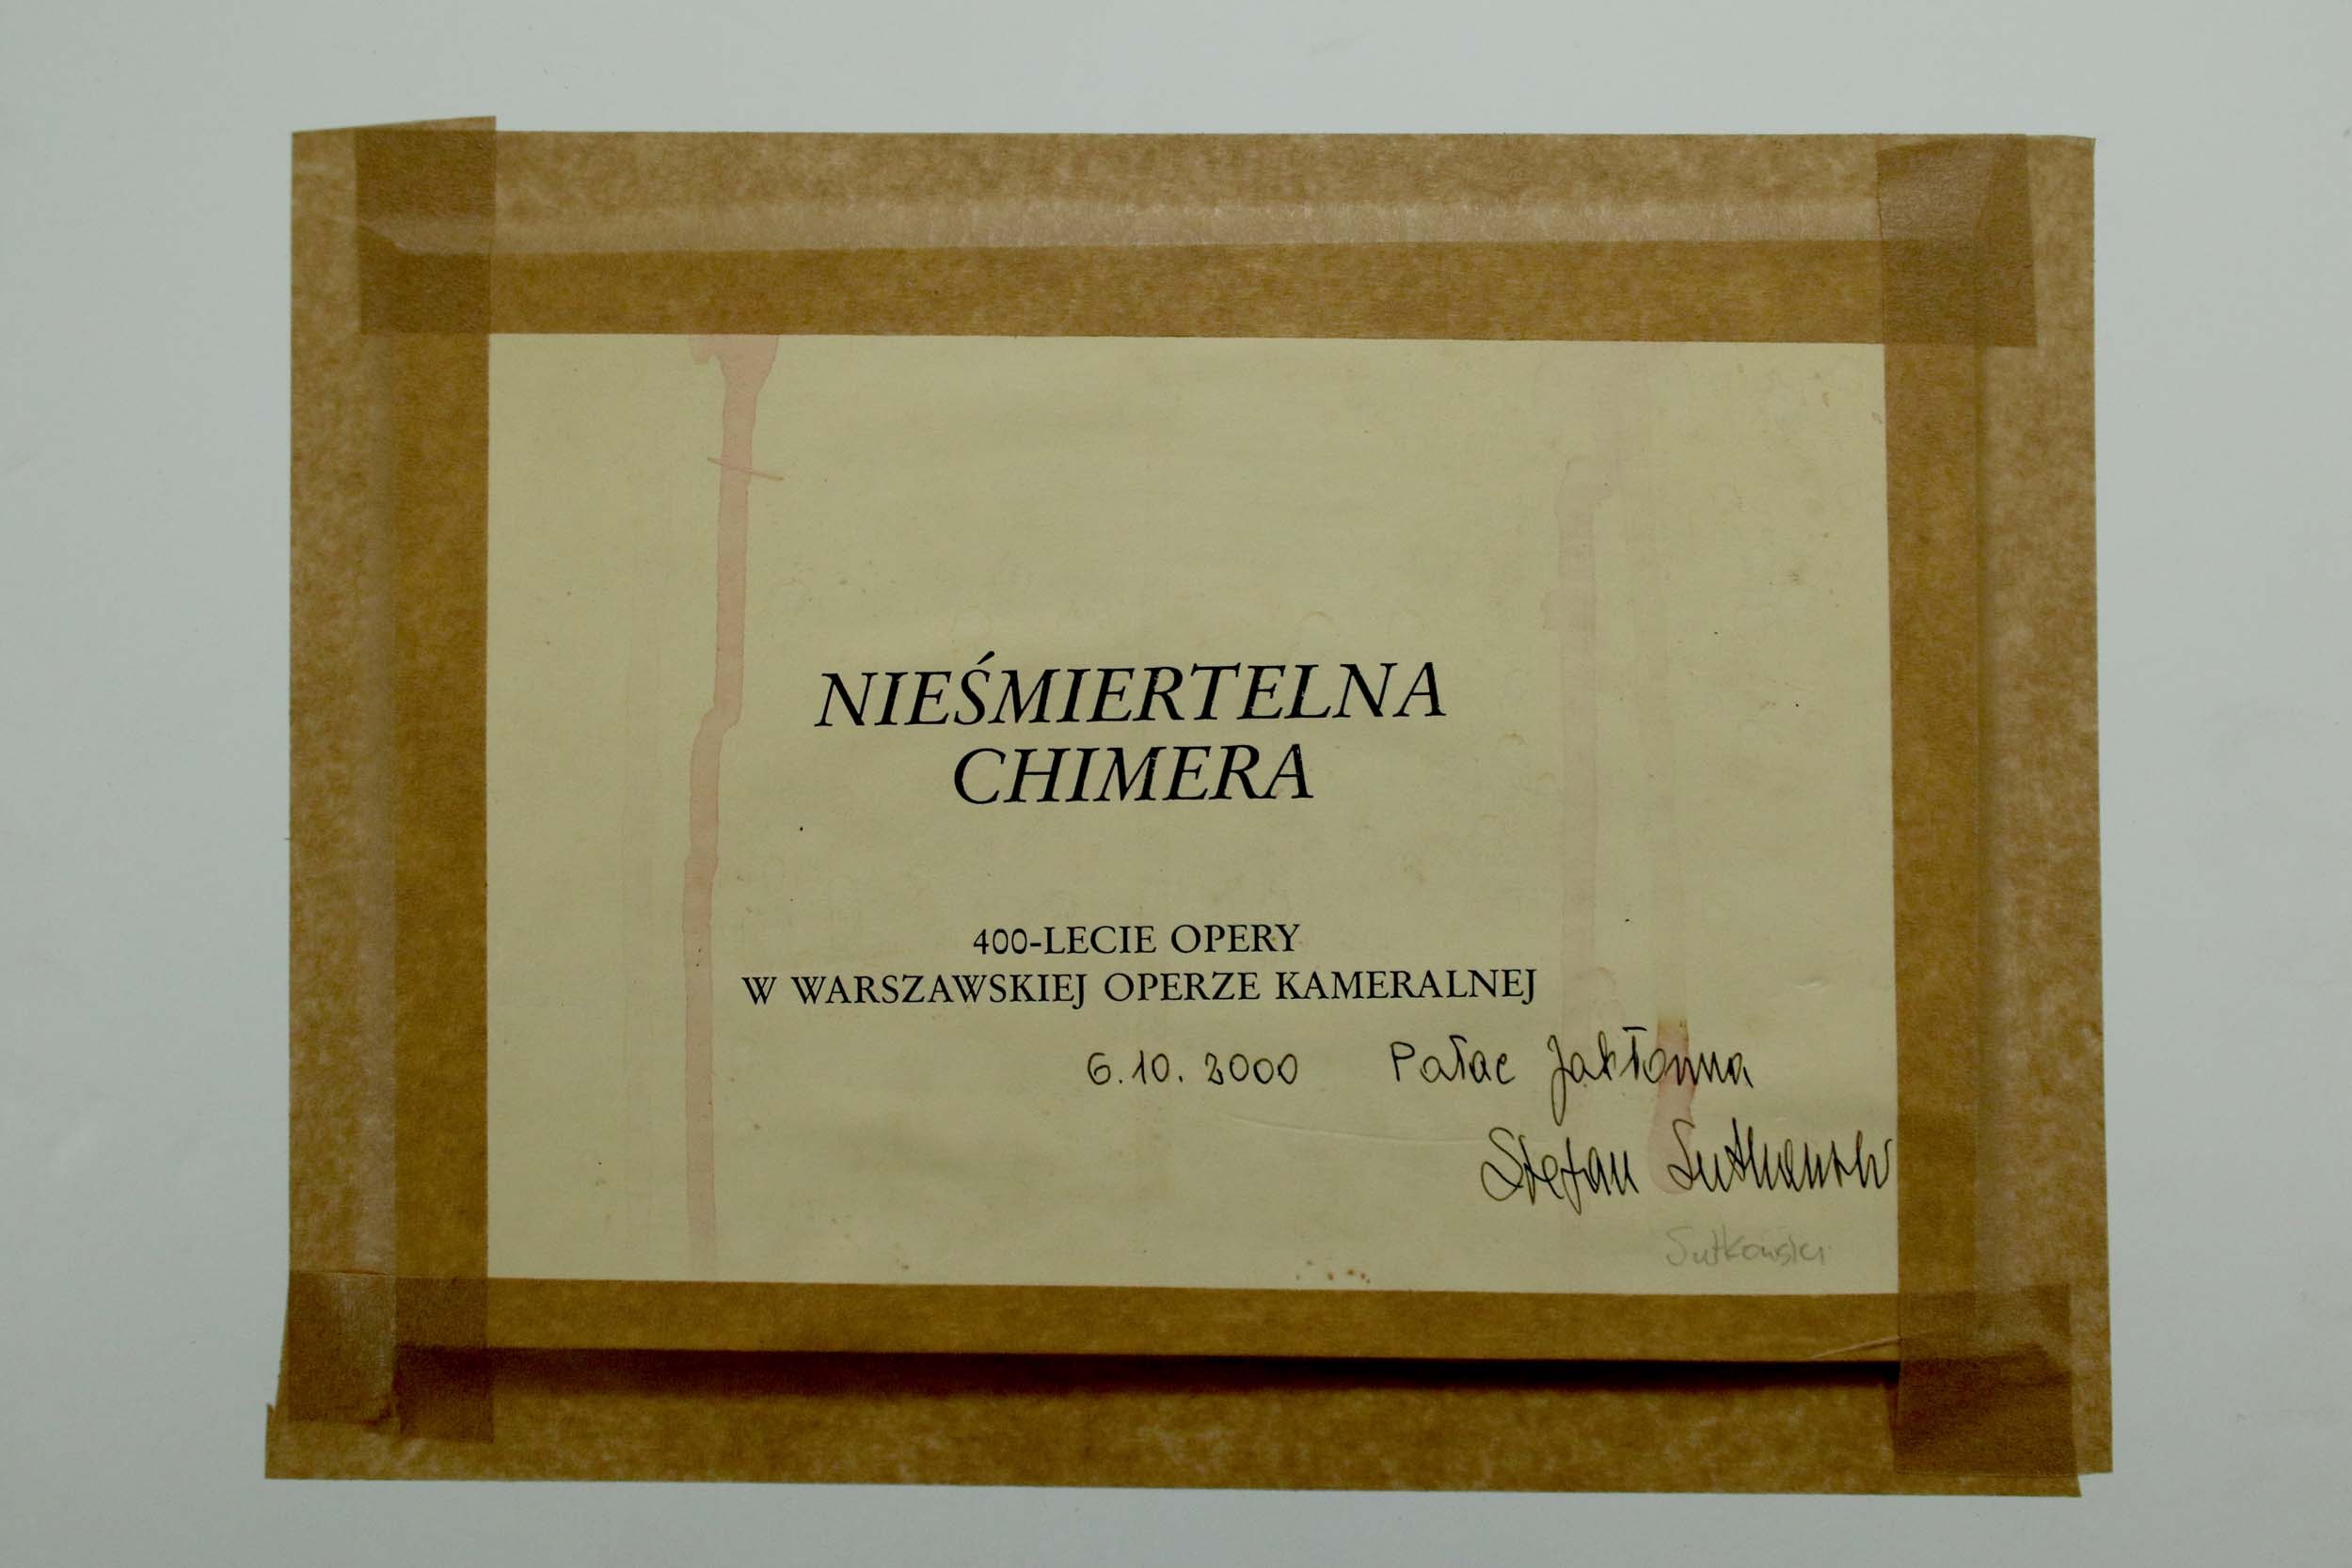 NIEŚMIERTELNA
CHIMERA
400-LECIE OPERY
W WARSZAWSKIEJ OPERZE KAMERALNEJ
6.10.2000 Pałac Jabłonna
Stefan Sutkowski
Sutkowski